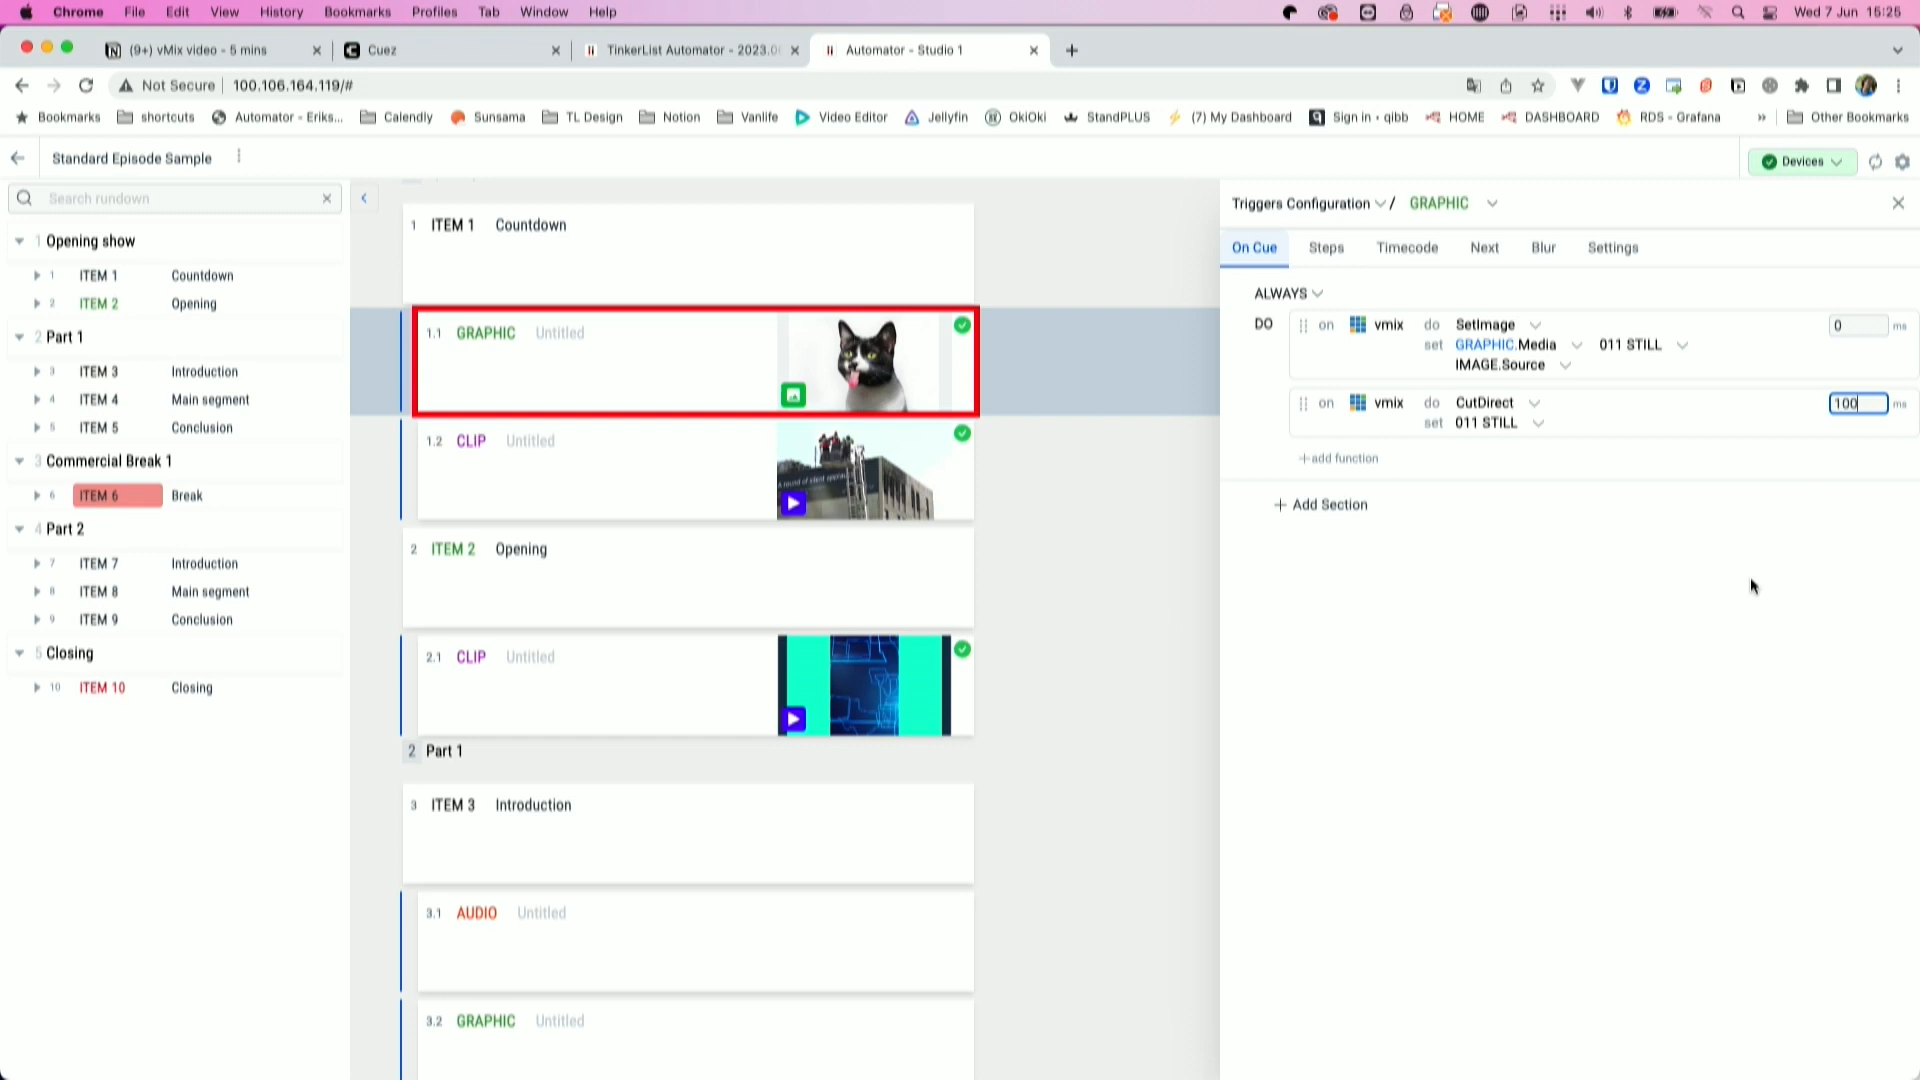 Chrome File Edit View History Bookmarks Profiles Tab Window Help Wed 7 Jun 15:25
(9+) vMix video - 5 mins Cuez TinkerList Automator - 2023.0 Automator - Studio 1
Not Secure 100.106.164.119/#
Bookmarks shortcuts Automator - Eriks... Calendly Sunsama TL Design Notion Vanlife Video Editor Jellyfin OkiOki StandPLUS (7) My Dashboard Sign in • qibb HOME DASHBOARD RDS - Grafana » Other Bookmarks
Standard Episode Sample Devices
Search rundown
1 Opening show
1 ITEM 1 Countdown
2 ITEM 2 Opening
2 Part 1
3 ITEM 3 Introduction
4 ITEM 4 Main segment
5 ITEM 5 Conclusion
3 Commercial Break 1
6 ITEM 6 Break
4 Part 2
7 ITEM 7 Introduction
8 ITEM 8 Main segment
9 ITEM 9 Conclusion
5 Closing
10 ITEM 10 Closing
1 ITEM 1 Countdown
1.1 GRAPHIC Untitled
1.2 CLIP Untitled
2 ITEM 2 Opening
2.1 CLIP Untitled
2 Part 1
3 ITEM 3 Introduction
3.1 AUDIO Untitled
3.2 GRAPHIC Untitled
Triggers Configuration / GRAPHIC
On Cue Steps Timecode Next Blur Settings
ALWAYS
DO on vmix do SetImage 0 ms
set GRAPHIC.Media 011 STILL
IMAGE.Source
on vmix do CutDirect 100 ms
set 011 STILL
+add function
+ Add Section